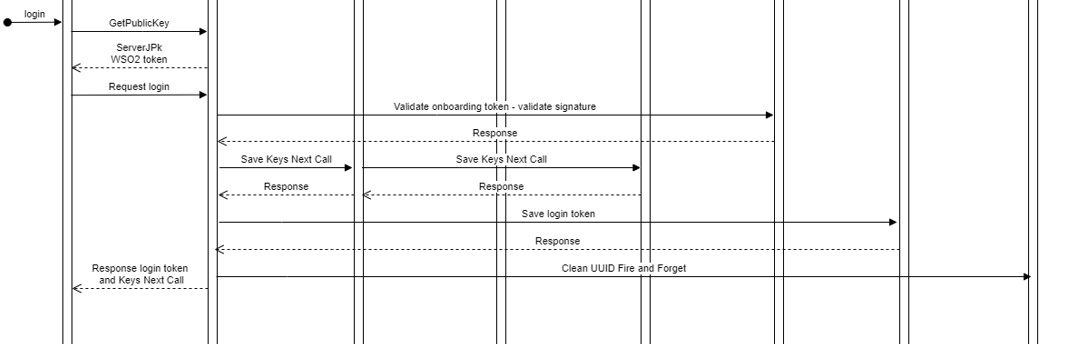 login
GetPublicKey
ServerJPk
WSO2 token
Request login
Validate onboarding token - validate signature
Response
Save Keys Next Call
Save Keys Next Call
Response
Response
Save login token
Response
Response login token
and Keys Next Call
Clean UUID Fire and Forget